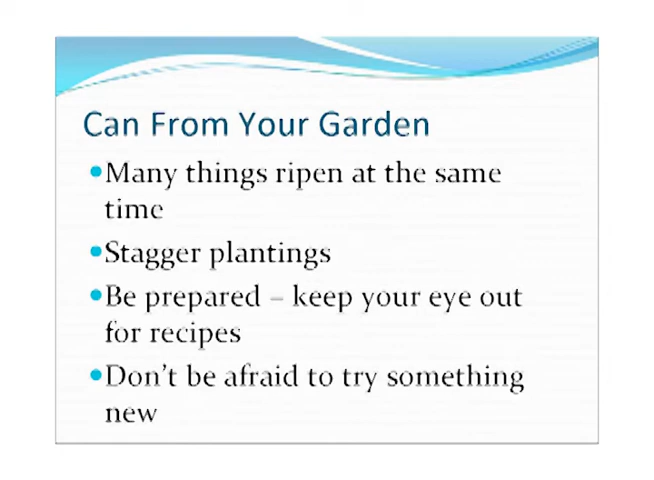 Can From Your Garden
•Many things ripen at the same
time
•Stagger plantings
•Be prepared – keep your eye out
for recipes
•Don't be afraid to try something
new